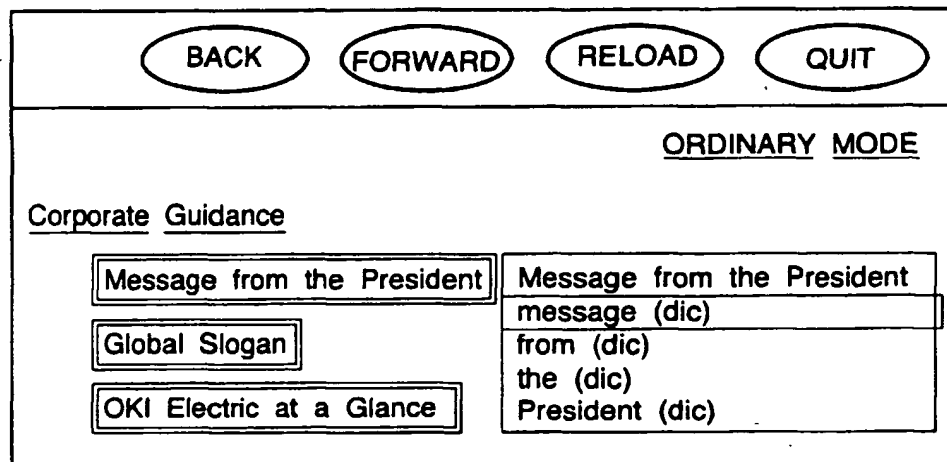 BACK FORWARD RELOAD QUIT
ORDINARY MODE
Corporate Guidance
Message from the President
Global Slogan
OKI Electric at a Glance
Message from the President
message (dic)
from (dic)
the (dic)
President (dic)